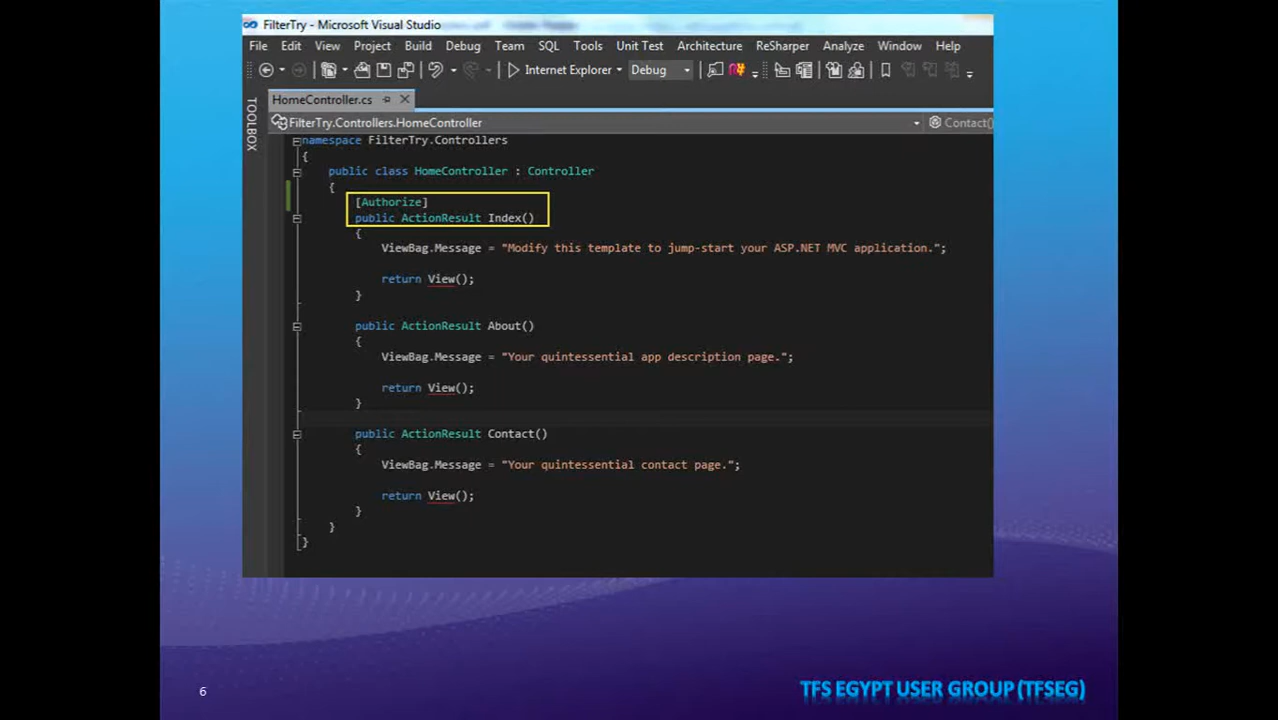 FilterTry - Microsoft Visual Studio
File Edit View Project Build Debug Team SQL Tools Unit Test Architecture ReSharper Analyze Window Help
Internet Explorer Debug
HomeController.cs
TOOLBOX
FilterTry.Controllers.HomeController Contact()
namespace FilterTry.Controllers
{
public class HomeController : Controller
{
[Authorize]
public ActionResult Index()
{
ViewBag.Message = "Modify this template to jump-start your ASP.NET MVC application.";
return View();
}
public ActionResult About()
{
ViewBag.Message = "Your quintessential app description page.";
return View();
}
public ActionResult Contact()
{
ViewBag.Message = "Your quintessential contact page.";
return View();
}
}
}
6
TFS EGYPT USER GROUP (TFSEG)